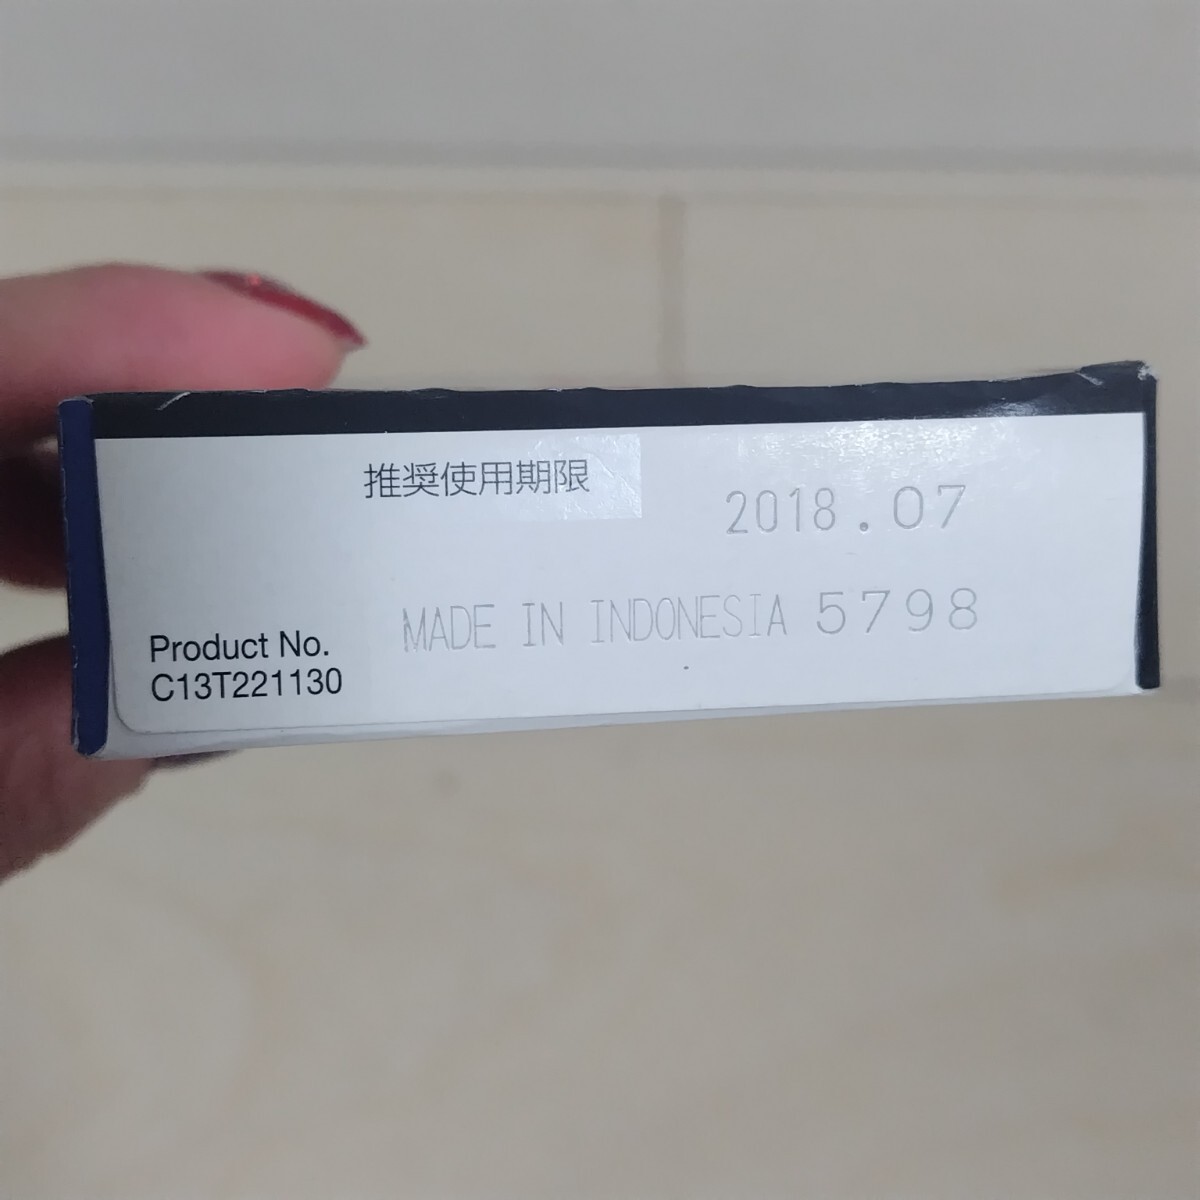 推奨使用期限
2018.07
MADE IN INDONESIA 5798
Product No.
C13T221130